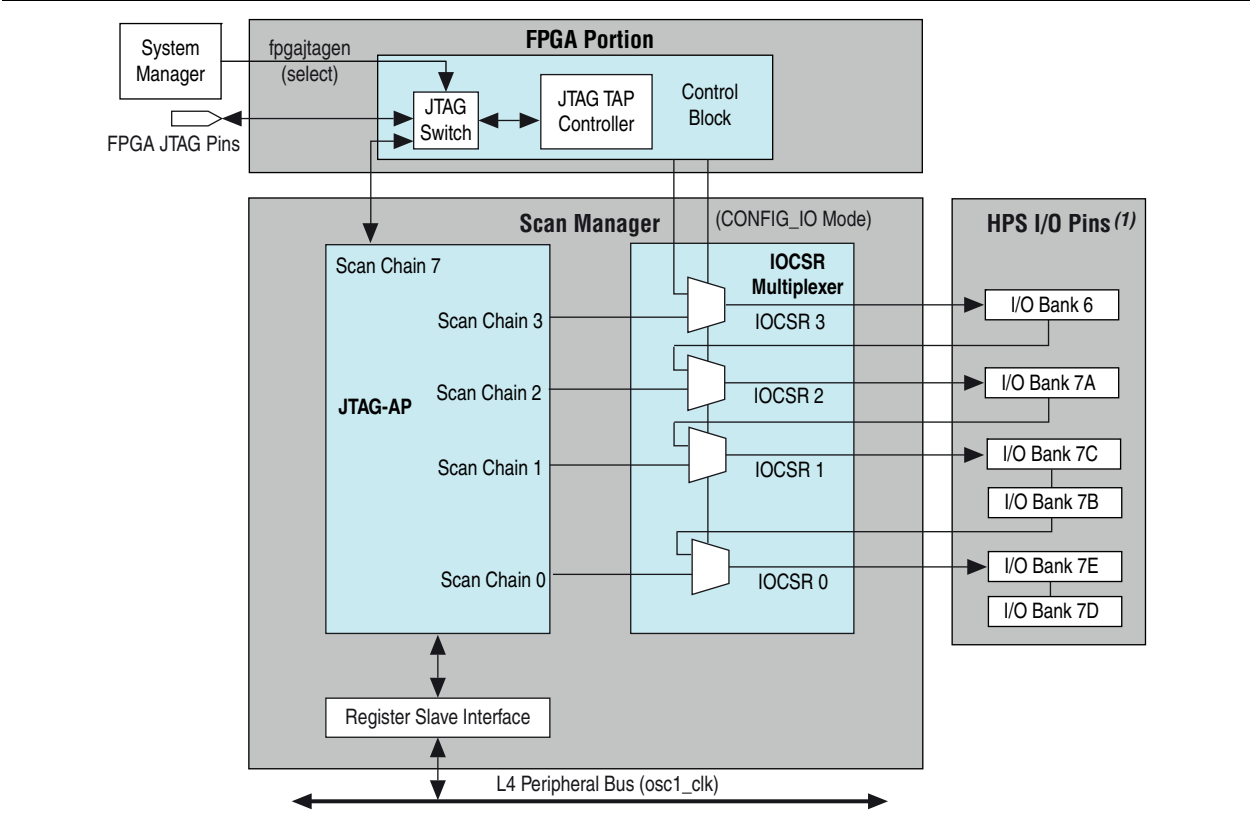 FPGA Portion
System
Manager
fpgajtagen
(select)
JTAG
Switch
JTAG TAP
Controller
Control
Block
FPGA JTAG Pins
Scan Manager
(CONFIG_IO Mode)
HPS I/O Pins (1)
Scan Chain 7
IOCSR
Multiplexer
Scan Chain 3
IOCSR 3
I/O Bank 6
JTAG-AP
Scan Chain 2
IOCSR 2
I/O Bank 7A
Scan Chain 1
IOCSR 1
I/O Bank 7C
I/O Bank 7B
Scan Chain 0
IOCSR 0
I/O Bank 7E
I/O Bank 7D
Register Slave Interface
L4 Peripheral Bus (osc1_clk)